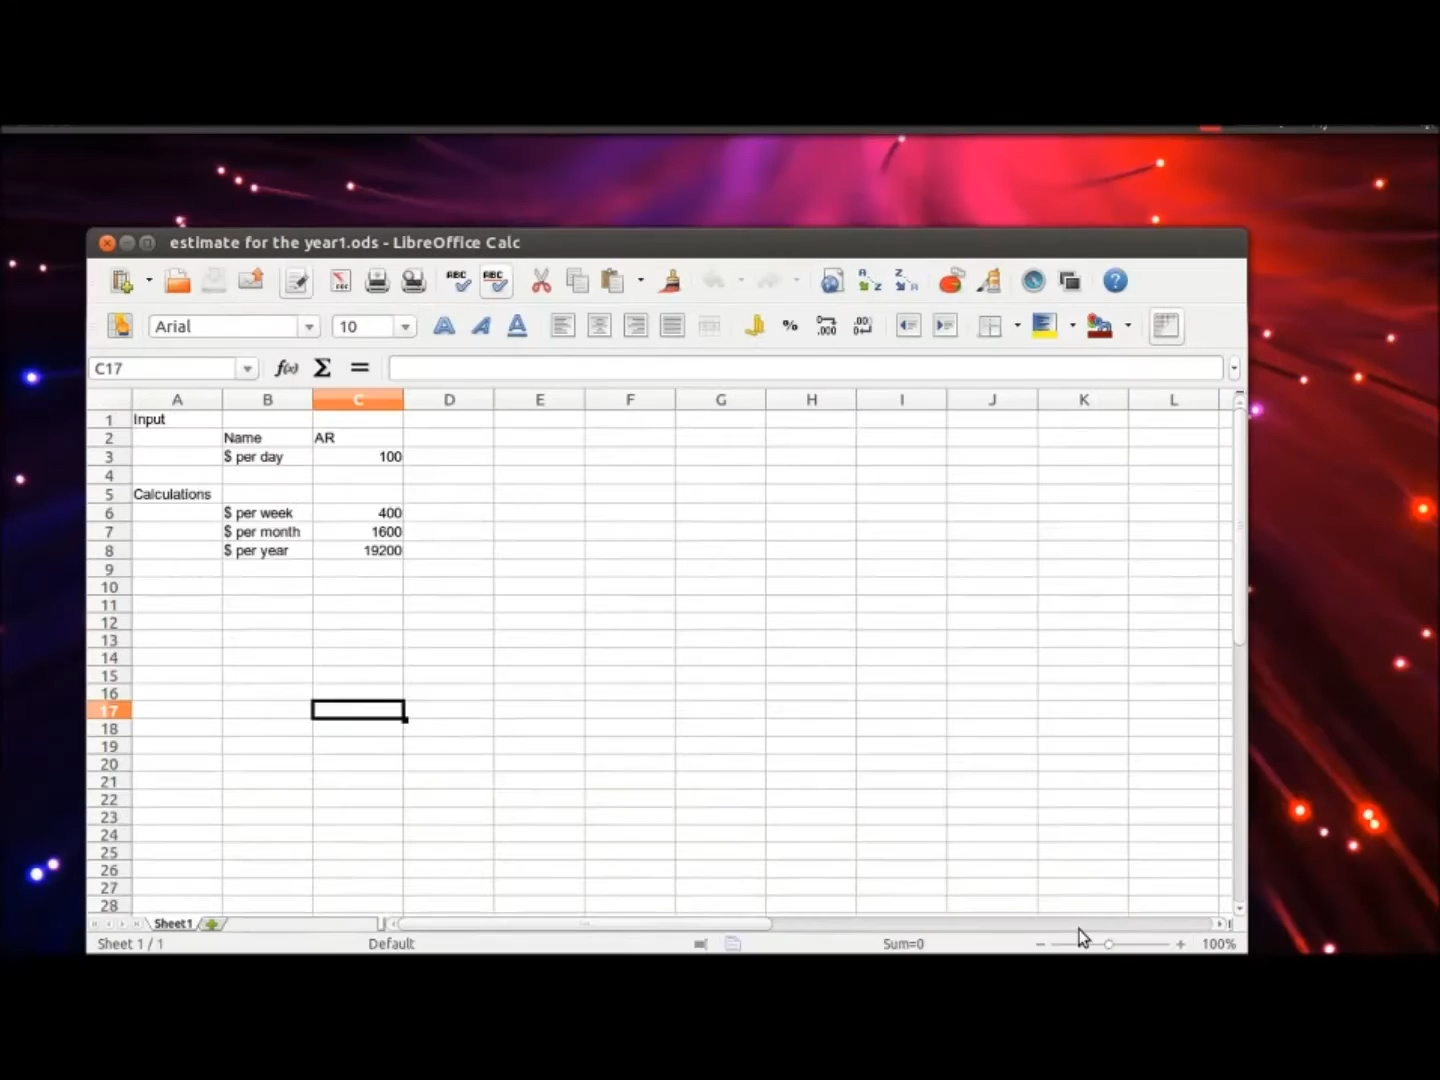 estimate for the year1.ods - LibreOffice Calc
ABC ABC
Arial 10
C17 f(x) Σ =
A B C D E F G H I J K L
1 Input
2 Name AR
3 $ per day 100
4
5 Calculations
6 $ per week 400
7 $ per month 1600
8 $ per year 19200
9
10
11
12
13
14
15
16
17
18
19
20
21
22
23
24
25
26
27
28
Sheet1
Sheet 1 / 1 Default Sum=0 100%